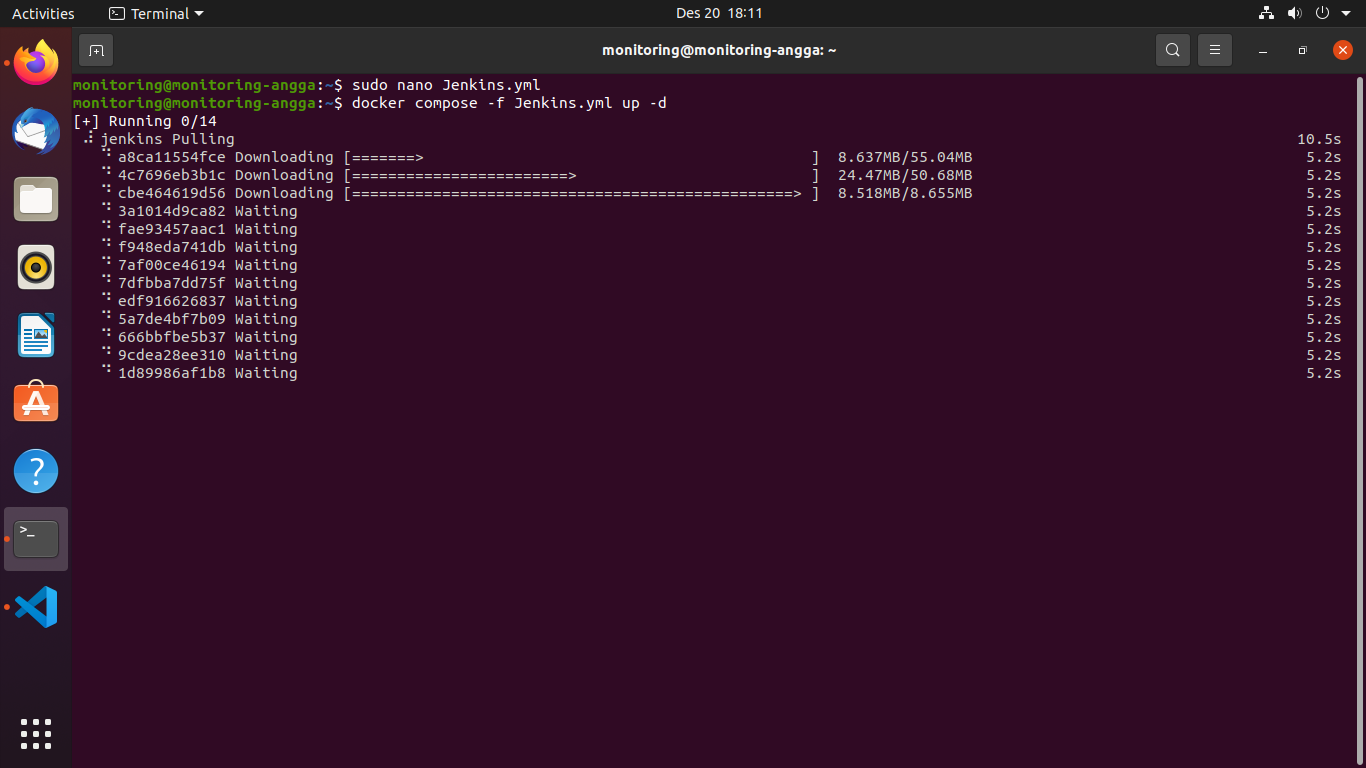 Activities Terminal Des 20 18:11
monitoring@monitoring-angga: ~
monitoring@monitoring-angga:~$ sudo nano Jenkins.yml
monitoring@monitoring-angga:~$ docker compose -f Jenkins.yml up -d
[+] Running 0/14
⠼ jenkins Pulling 10.5s
⠙ a8ca11554fce Downloading [=======> ] 8.637MB/55.04MB 5.2s
⠙ 4c7696eb3b1c Downloading [========================> ] 24.47MB/50.68MB 5.2s
⠙ cbe464619d56 Downloading [=================================================> ] 8.518MB/8.655MB 5.2s
⠙ 3a1014d9ca82 Waiting 5.2s
⠙ fae93457aac1 Waiting 5.2s
⠙ f948eda741db Waiting 5.2s
⠙ 7af00ce46194 Waiting 5.2s
⠙ 7dfbba7dd75f Waiting 5.2s
⠙ edf916626837 Waiting 5.2s
⠙ 5a7de4bf7b09 Waiting 5.2s
⠙ 666bbfbe5b37 Waiting 5.2s
⠙ 9cdea28ee310 Waiting 5.2s
⠙ 1d89986af1b8 Waiting 5.2s